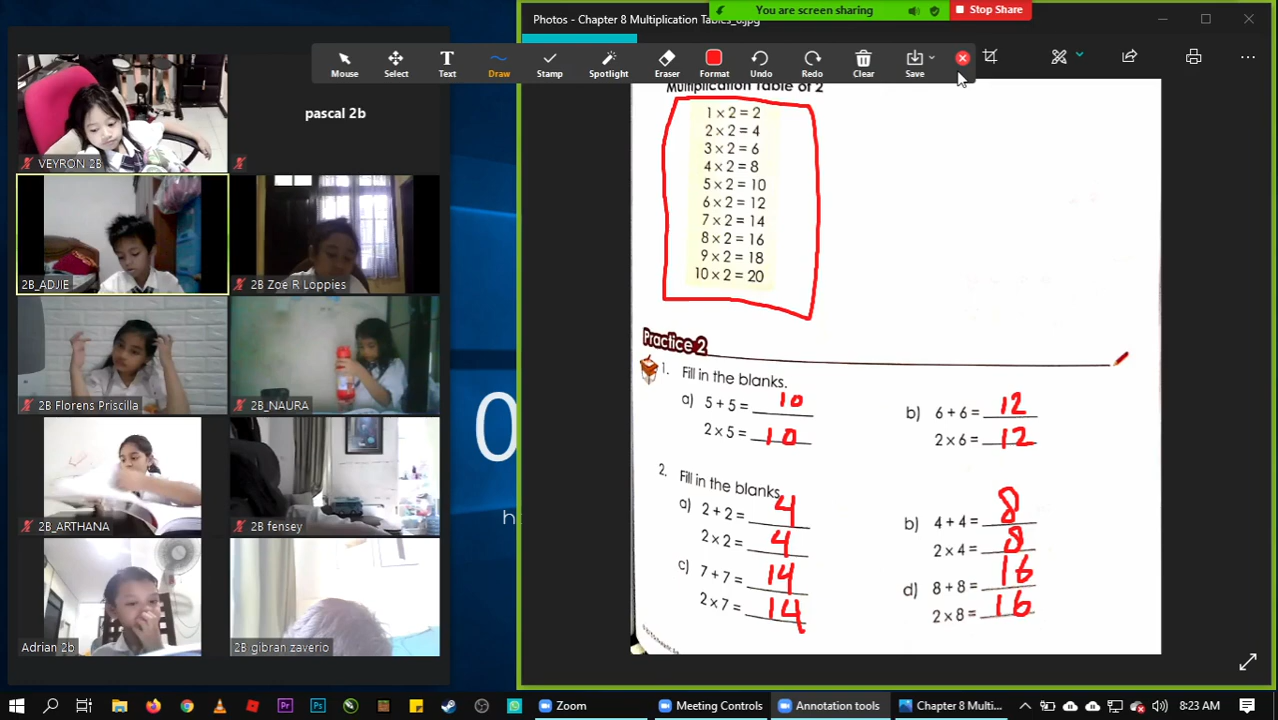 Photos - Chapter 8 Multiplication Tables_6.jpg
You are screen sharing
Stop Share
Mouse
Select
Text
Draw
Stamp
Spotlight
Eraser
Format
Undo
Redo
Clear
Save
VEYRON 2B
pascal 2b
2B_ADJIE
2B Zoe R Loppies
2B Florens Priscilla
2B_NAURA
2B_ARTHANA
2B fensey
Adrian 2b
2B gibran zaverio
Multiplication Table of 2
1 × 2 = 2
2 × 2 = 4
3 × 2 = 6
4 × 2 = 8
5 × 2 = 10
6 × 2 = 12
7 × 2 = 14
8 × 2 = 16
9 × 2 = 18
10 × 2 = 20
Practice 2
1. Fill in the blanks.
a) 5 + 5 = 10
2 × 5 = 10
b) 6 + 6 = 12
2 × 6 = 12
2. Fill in the blanks.
a) 2 + 2 = 4
2 × 2 = 4
b) 4 + 4 = 8
2 × 4 = 8
c) 7 + 7 = 14
2 × 7 = 14
d) 8 + 8 = 16
2 × 8 = 16
Zoom
Meeting Controls
Annotation tools
Chapter 8 Multi...
8:23 AM